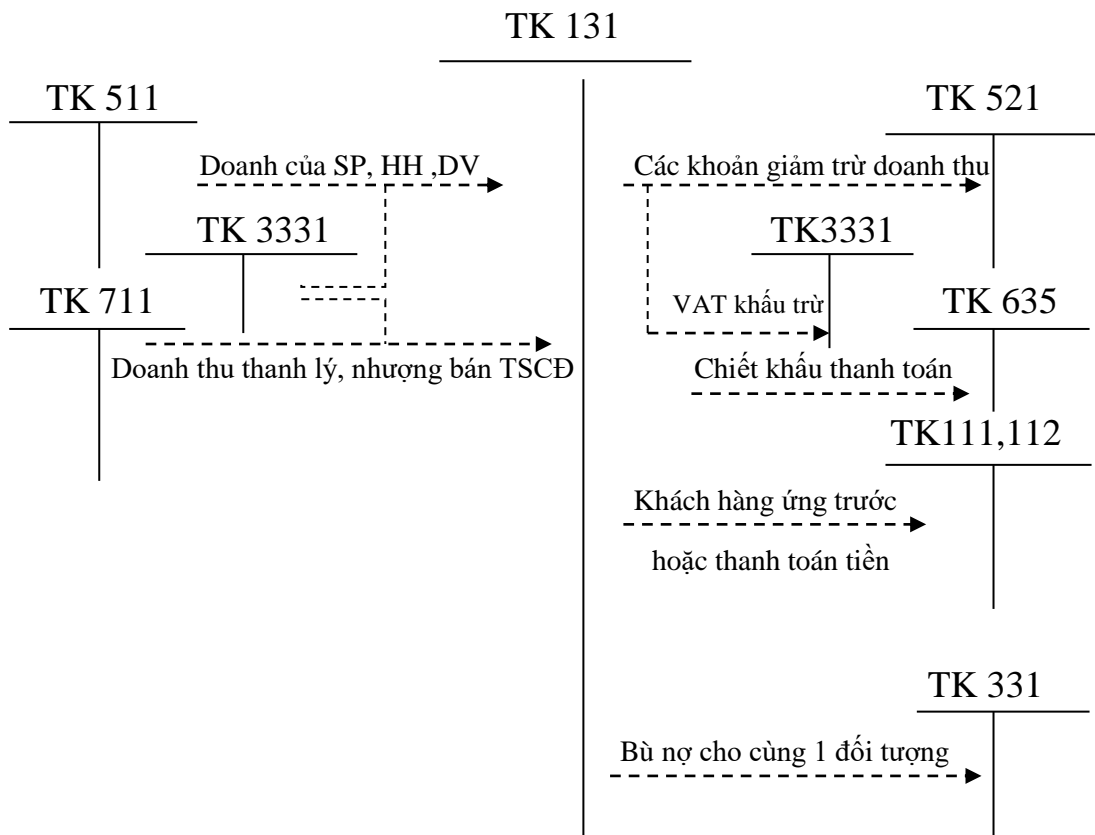 TK 131
TK 511
TK 521
Doanh của SP, HH ,DV
Các khoản giảm trừ doanh thu
TK 3331
TK3331
TK 711
VAT khấu trừ
TK 635
Doanh thu thanh lý, nhượng bán TSCĐ
Chiết khấu thanh toán
TK111,112
Khách hàng ứng trước
hoặc thanh toán tiền
TK 331
Bù nợ cho cùng 1 đối tượng